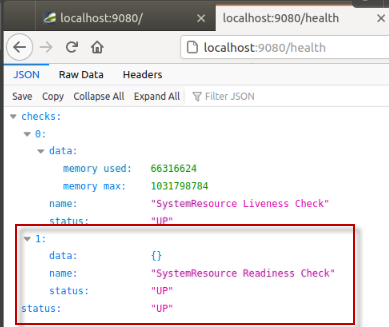 localhost:9080/
localhost:9080/health
localhost:9080/health
JSON Raw Data Headers
Save Copy Collapse All Expand All Filter JSON
checks:
0:
data:
memory used: 66316624
memory max: 1031798784
name: "SystemResource Liveness Check"
status: "UP"
1:
data: {}
name: "SystemResource Readiness Check"
status: "UP"
status: "UP"